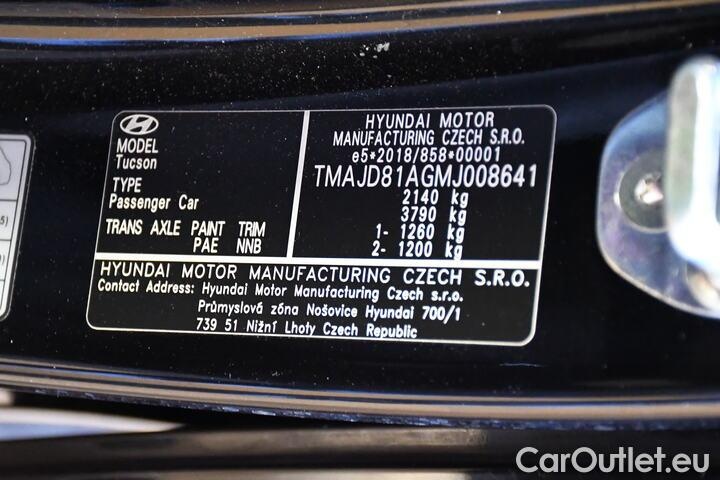 MODEL
Tucson
TYPE
Passenger Car
TRANS AXLE PAINT TRIM
PAE NNB
HYUNDAI MOTOR
MANUFACTURING CZECH S.R.O.
e5*2018/858*00001
TMAJD81AGMJ008641
2140 kg
3790 kg
1- 1260 kg
2- 1200 kg
HYUNDAI MOTOR MANUFACTURING CZECH S.R.O.
Contact Address: Hyundai Motor Manufacturing Czech s.r.o.
Průmyslová zóna Nošovice Hyundai 700/1
739 51 Nižní Lhoty Czech Republic
CarOutlet.eu